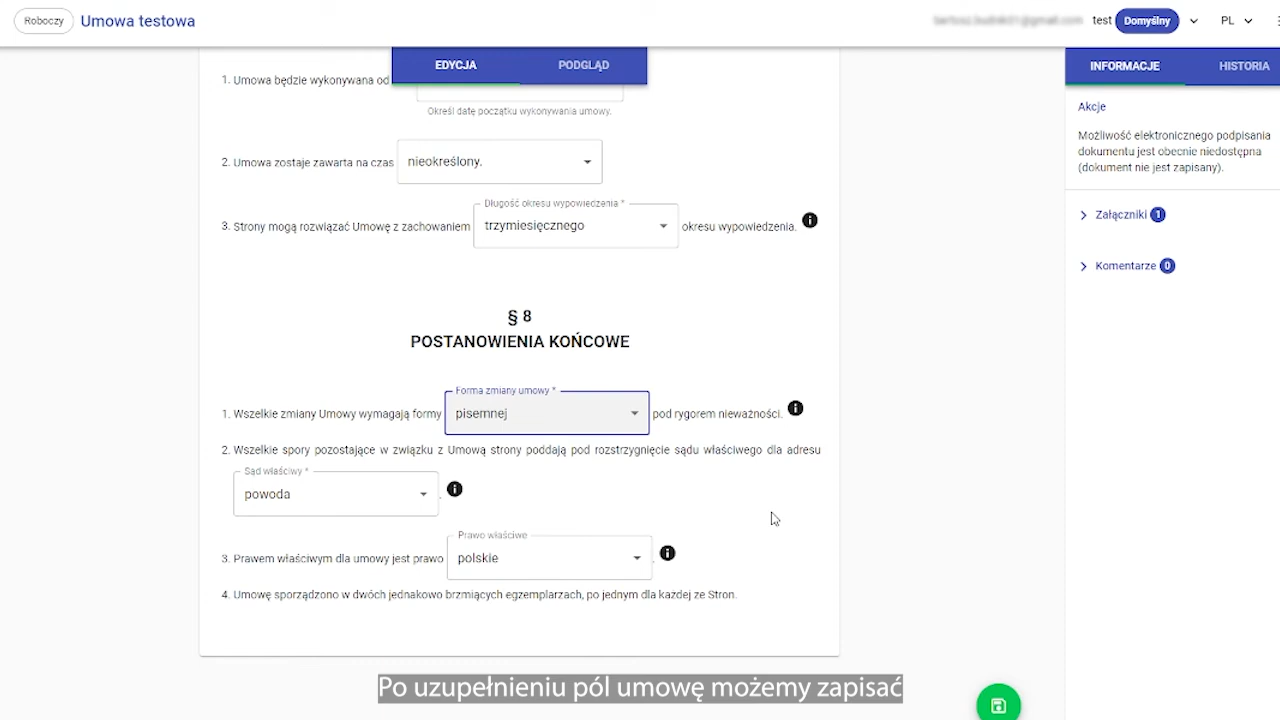 Roboczy
Umowa testowa
test
Domyślny
PL
EDYCJA
PODGLĄD
INFORMACJE
HISTORIA
1. Umowa będzie wykonywana od
Określ datę początku wykonywania umowy.
2. Umowa zostaje zawarta na czas nieokreślony.
Długość okresu wypowiedzenia *
3. Strony mogą rozwiązać Umowę z zachowaniem trzymiesięcznego okresu wypowiedzenia.
§ 8
POSTANOWIENIA KOŃCOWE
Forma zmiany umowy *
1. Wszelkie zmiany Umowy wymagają formy pisemnej pod rygorem nieważności.
2. Wszelkie spory pozostające w związku z Umową strony poddają pod rozstrzygnięcie sądu właściwego dla adresu
Sąd właściwy *
powoda .
Prawo właściwe
3. Prawem właściwym dla umowy jest prawo polskie .
4. Umowę sporządzono w dwóch jednakowo brzmiących egzemplarzach, po jednym dla każdej ze Stron.
Akcje
Możliwość elektronicznego podpisania
dokumentu jest obecnie niedostępna
(dokument nie jest zapisany).
Załączniki 1
Komentarze 0
Po uzupełnieniu pól umowę możemy zapisać